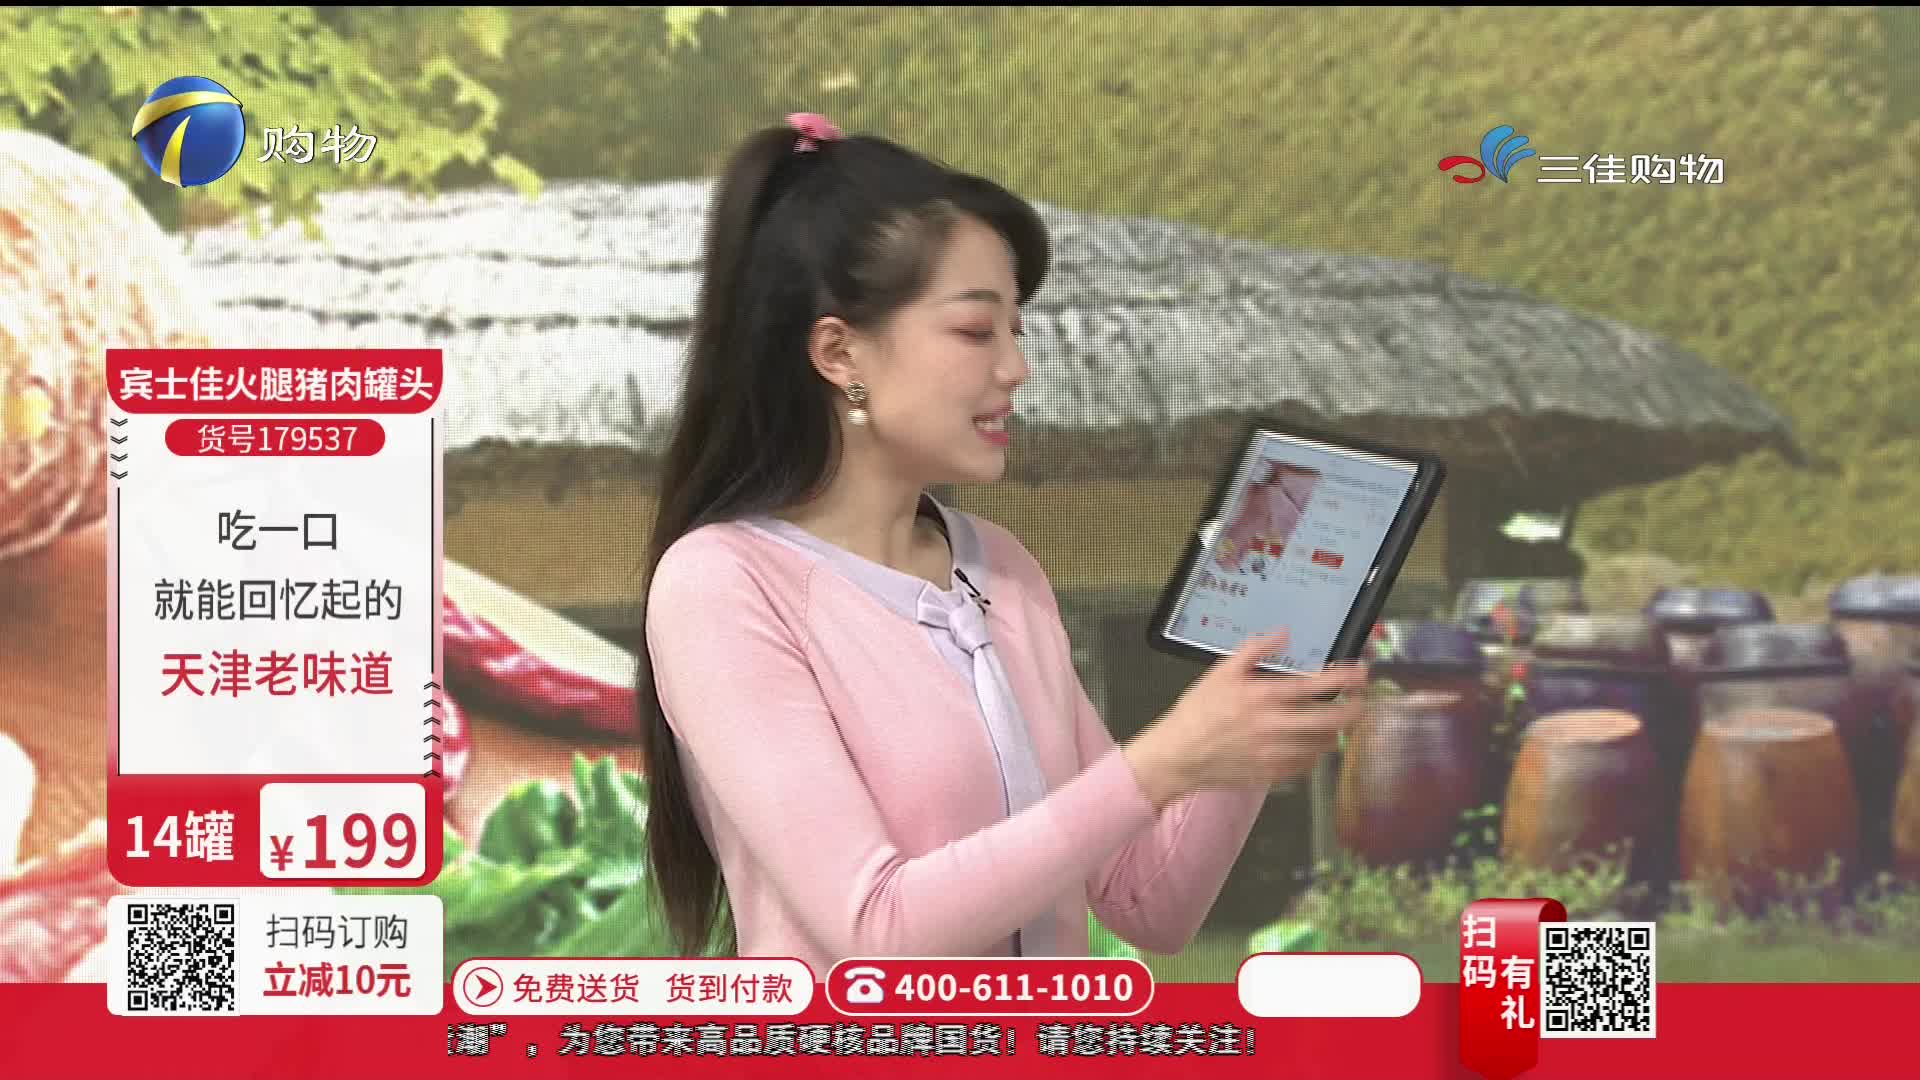 购物
三佳购物
宾士佳火腿猪肉罐头
货号179537
吃一口
就能回忆起的
天津老味道
14罐
¥199
扫码订购
立减10元
免费送货 货到付款
400-611-1010
扫码
有礼
潮”，为您带来高品质硬核品牌国货！请您持续关注！